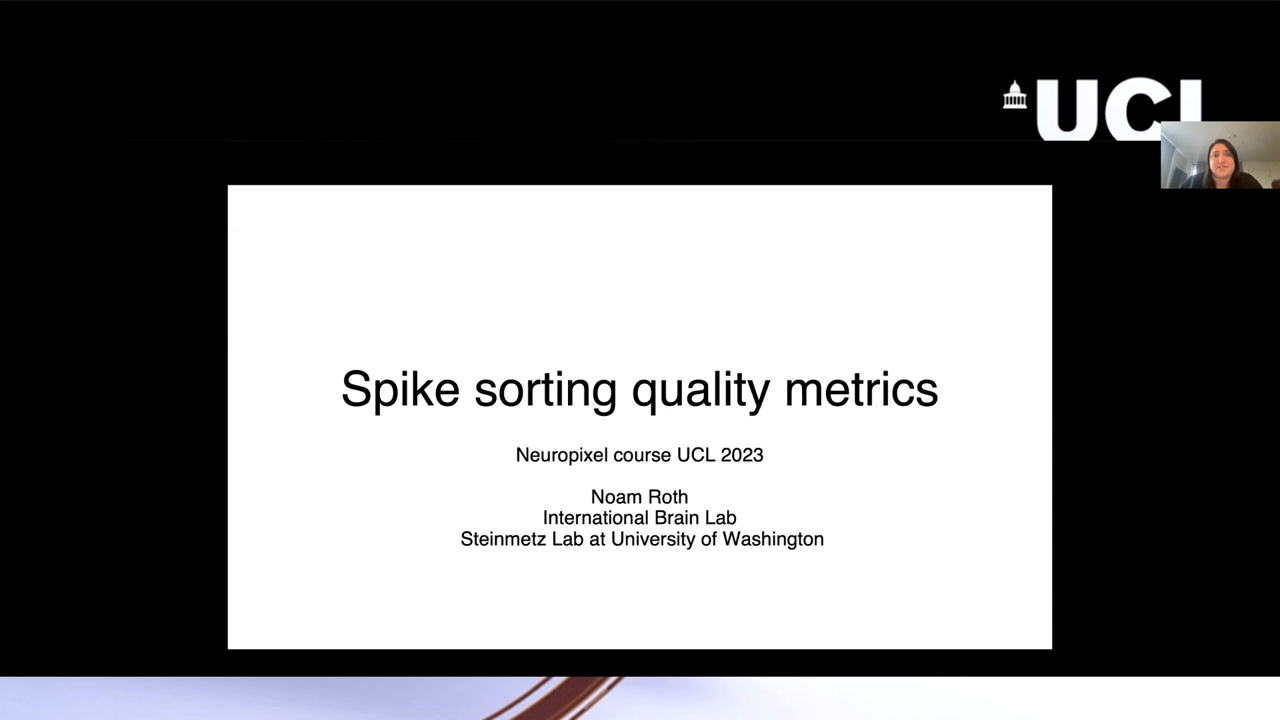 UCL
Spike sorting quality metrics
Neuropixel course UCL 2023
Noam Roth
International Brain Lab
Steinmetz Lab at University of Washington